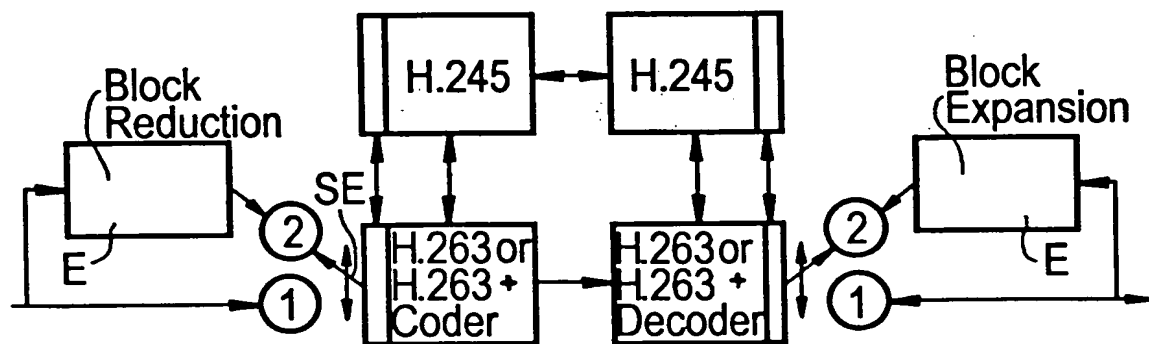 Block
Reduction
E
H.245
H.245
Block
Expansion
E
SE
2
1
H.263 or
H.263 +
Coder
H.263 or
H.263 +
Decoder
2
1